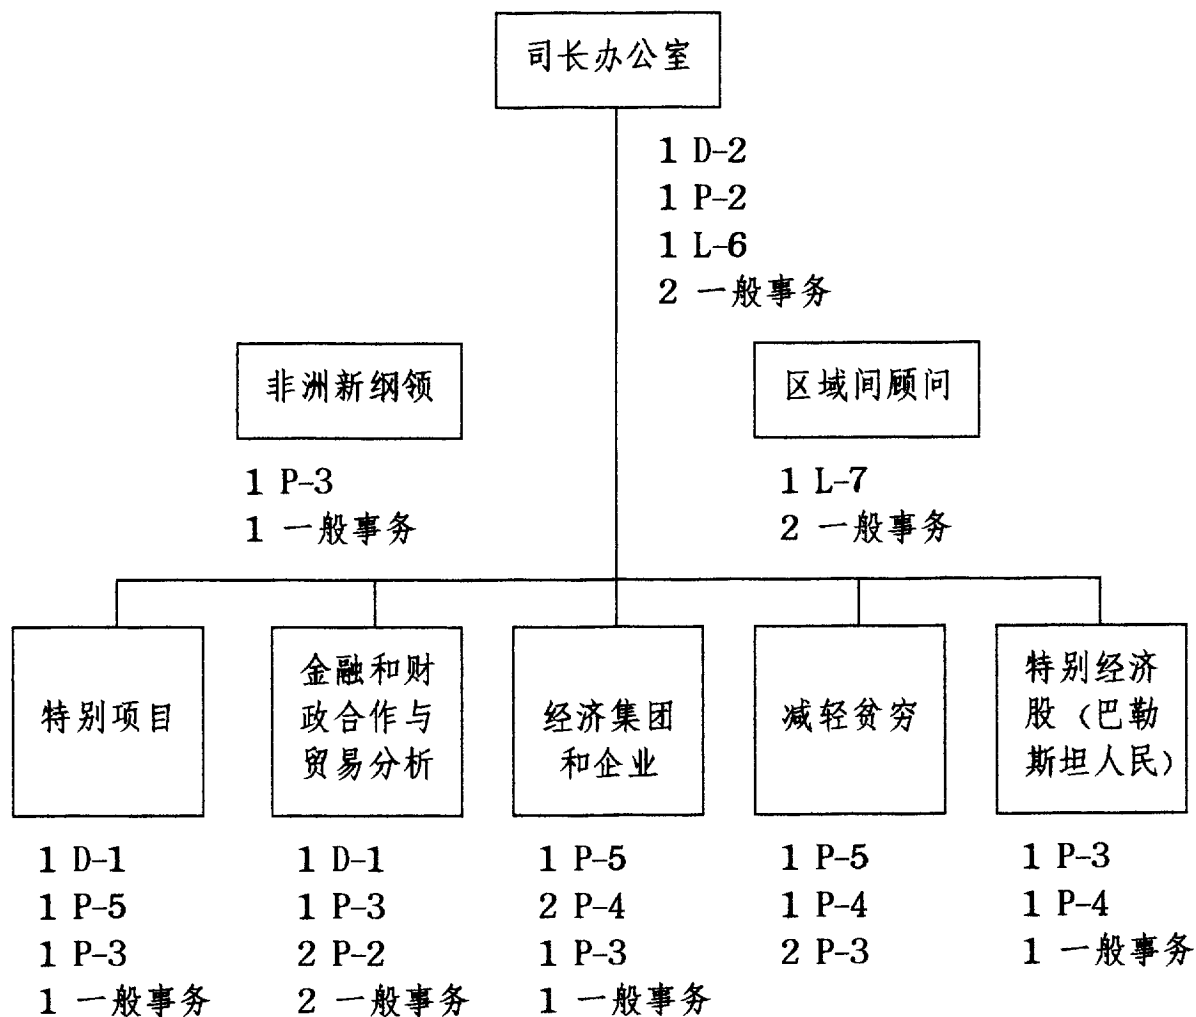 司长办公室
1 D-2
1 P-2
1 L-6
2 一般事务
非洲新纲领
1 P-3
1 一般事务
区域间顾问
1 L-7
2 一般事务
特别项目
1 D-1
1 P-5
1 P-3
1 一般事务
金融和财
政合作与
贸易分析
1 D-1
1 P-3
2 P-2
2 一般事务
经济集团
和企业
1 P-5
2 P-4
1 P-3
1 一般事务
减轻贫穷
1 P-5
1 P-4
2 P-3
特别经济
股（巴勒
斯坦人民）
1 P-3
1 P-4
1 一般事务